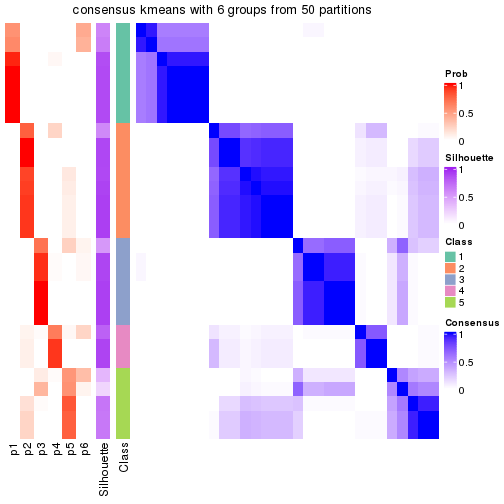 consensus kmeans with 6 groups from 50 partitions
Prob
1
0.5
0
Silhouette
1
0.5
0
Class
1
2
3
4
5
Consensus
1
0.5
0
p1
p2
p3
p4
p5
p6
Silhouette
Class